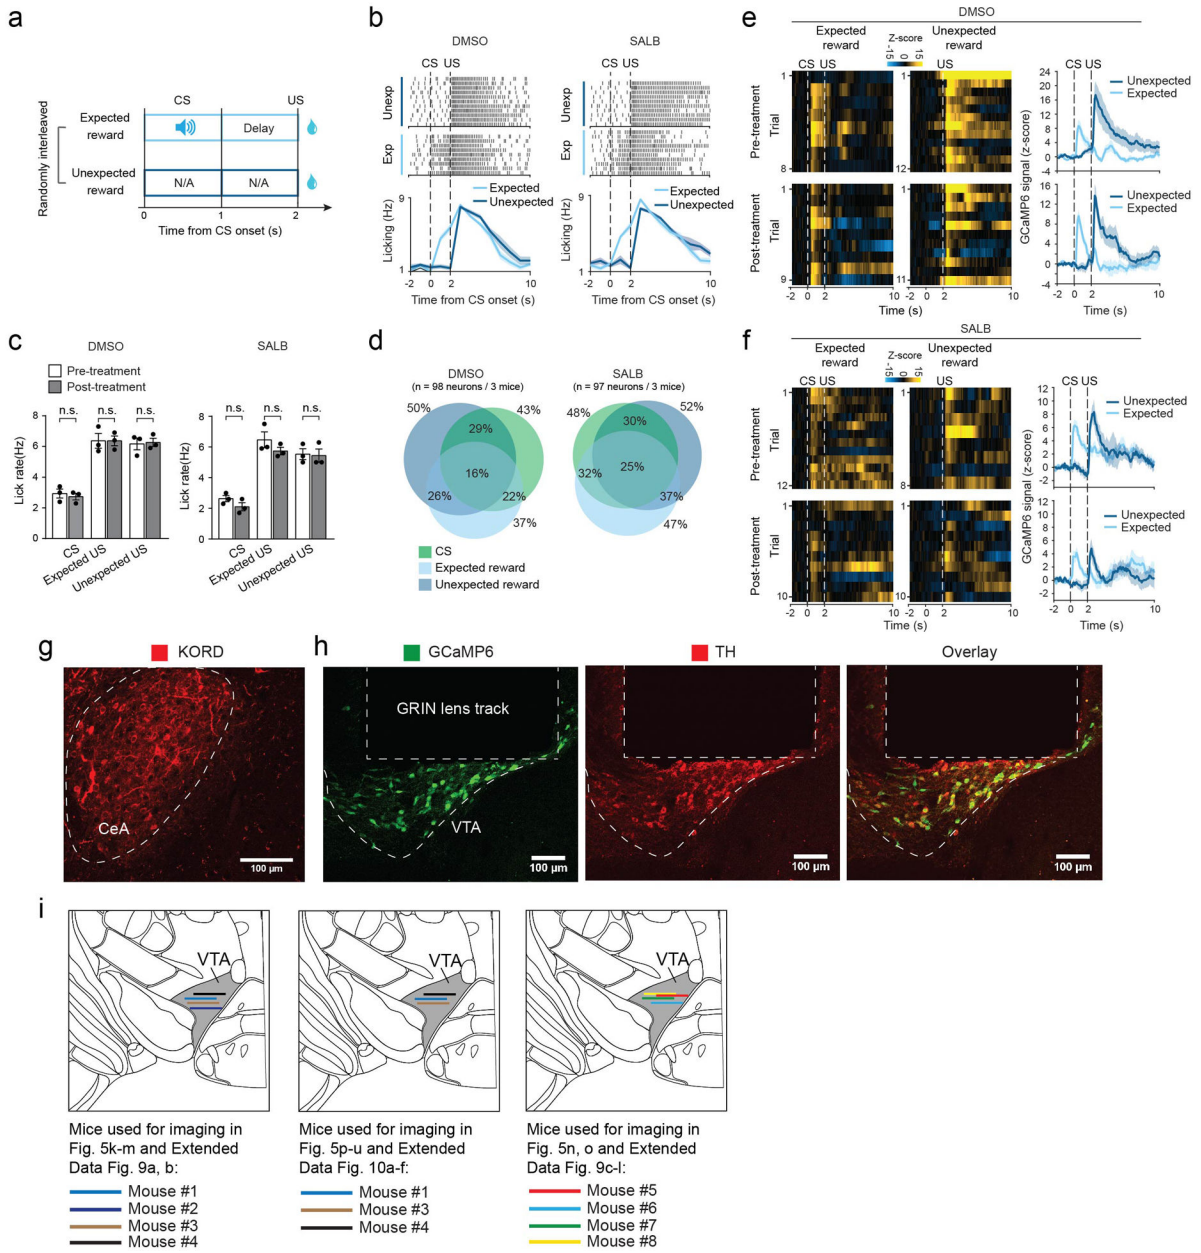 a
Randomly interleaved
CS
US
Expected
reward
Delay
Unexpected
reward
N/A
N/A
0
1
2
Time from CS onset (s)
b
DMSO
SALB
CS
US
CS
US
Unexp
Exp
Unexp
Exp
Expected
Unexpected
Expected
Unexpected
Licking (Hz)
9
1
0
2
10
Time from CS onset (s)
Licking (Hz)
9
1
0
2
10
Time from CS onset (s)
c
DMSO
SALB
Pre-treatment
Post-treatment
n.s.
n.s.
n.s.
n.s.
n.s.
n.s.
Lick rate(Hz)
8
6
4
2
0
CS
Expected US
Unexpected US
Lick rate(Hz)
8
6
4
2
0
CS
Expected US
Unexpected US
d
DMSO
(n = 98 neurons / 3 mice)
SALB
(n = 97 neurons / 3 mice)
50%
43%
29%
16%
26%
22%
37%
48%
52%
30%
32%
25%
37%
47%
CS
Expected reward
Unexpected reward
e
DMSO
Expected
reward
Z-score
-15
15
Unexpected
reward
CS
US
US
Pre-treatment
Trial
1
8
1
12
Post-treatment
Trial
1
9
1
11
-2
0
2
10
-2
2
10
Time (s)
Time (s)
CS
US
Unexpected
Expected
GCaMP6 signal (z-score)
24
20
16
12
8
4
0
-4
Unexpected
Expected
16
12
8
4
0
-4
-2
0
2
10
Time (s)
f
SALB
Expected
reward
Z-score
-15
15
Unexpected
reward
CS
US
US
Pre-treatment
Trial
1
12
1
8
Post-treatment
Trial
1
10
1
10
-2
0
2
10
-2
2
10
Time (s)
Time (s)
CS
US
Unexpected
Expected
GCaMP6 signal (z-score)
12
10
8
6
4
2
0
-2
Unexpected
Expected
12
10
8
6
4
2
0
-2
-2
0
2
10
Time (s)
g
KORD
CeA
100 µm
h
GCaMP6
TH
Overlay
GRIN lens track
VTA
100 µm
100 µm
100 µm
i
VTA
VTA
VTA
Mice used for imaging in
Fig. 5k-m and Extended
Data Fig. 9a, b:
Mouse #1
Mouse #2
Mouse #3
Mouse #4
Mice used for imaging in
Fig. 5p-u and Extended
Data Fig. 10a-f:
Mouse #1
Mouse #3
Mouse #4
Mice used for imaging in
Fig. 5n, o and Extended
Data Fig. 9c-l:
Mouse #5
Mouse #6
Mouse #7
Mouse #8